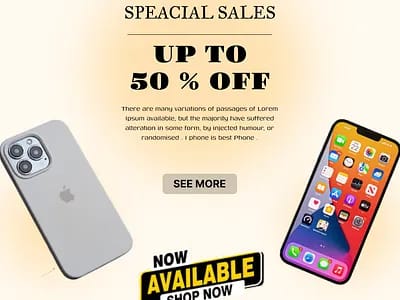 SPEACIAL SALES
UP TO
50 % OFF
There are many variations of passages of Lorem
Ipsum available, but the majority have suffered
alteration in some form, by injected humour, or
randomised . I phone is best Phone .
SEE MORE
NOW
AVAILABLE
SHOP NOW